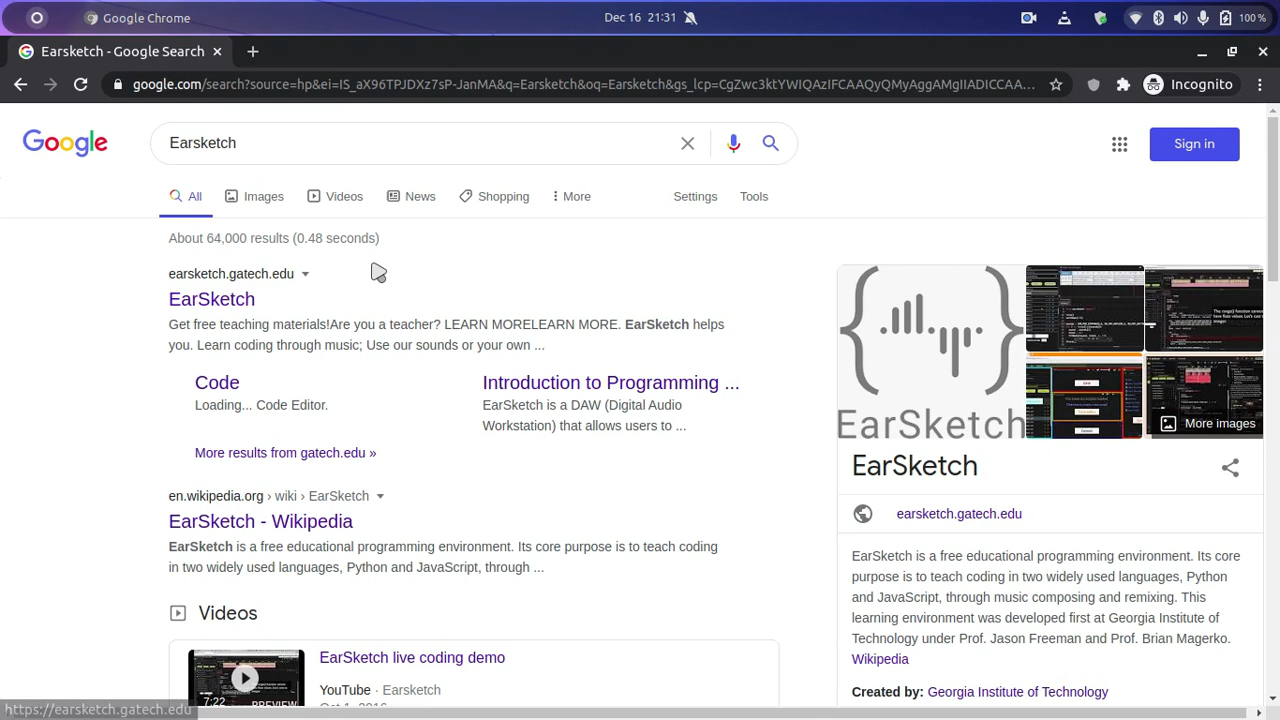 Google Chrome
Dec 16 21:31
100 %
Earsketch - Google Search
google.com/search?source=hp&ei=IS_aX96TPJDXz7sP-JanMA&q=Earsketch&oq=Earsketch&gs_lcp=CgZwc3ktYWIQAzIFCAAQyQMyAggAMgIIADICCAA...
Incognito
Google
Earsketch
Sign in
All
Images
Videos
News
Shopping
More
Settings
Tools
About 64,000 results (0.48 seconds)
earsketch.gatech.edu
EarSketch
Get free teaching materials!Are you a teacher? LEARN MORELEARN MORE. EarSketch helps
you. Learn coding through music · Use our sounds or your own ...
Code
Loading... Code Editor.
Introduction to Programming ...
EarSketch is a DAW (Digital Audio
Workstation) that allows users to ...
More results from gatech.edu »
en.wikipedia.org › wiki › EarSketch
EarSketch - Wikipedia
EarSketch is a free educational programming environment. Its core purpose is to teach coding
in two widely used languages, Python and JavaScript, through ...
Videos
7:22
PREVIEW
EarSketch live coding demo
YouTube · Earsketch
Oct 1, 2016
https://earsketch.gatech.edu
EarSketch
More images
EarSketch
earsketch.gatech.edu
EarSketch is a free educational programming environment. Its core
purpose is to teach coding in two widely used languages, Python
and JavaScript, through music composing and remixing. This
learning environment was developed first at Georgia Institute of
Technology under Prof. Jason Freeman and Prof. Brian Magerko.
Wikipedia
Created by: Georgia Institute of Technology